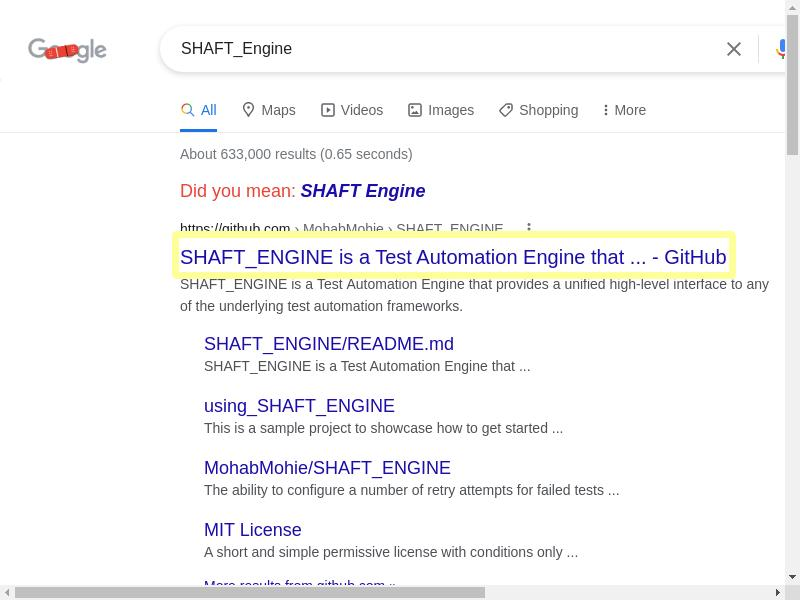 Google
SHAFT_Engine
All Maps Videos Images Shopping More
About 633,000 results (0.65 seconds)
Did you mean: SHAFT Engine
https://github.com › MohabMohie › SHAFT_ENGINE
SHAFT_ENGINE is a Test Automation Engine that ... - GitHub
SHAFT_ENGINE is a Test Automation Engine that provides a unified high-level interface to any
of the underlying test automation frameworks.
SHAFT_ENGINE/README.md
SHAFT_ENGINE is a Test Automation Engine that ...
using_SHAFT_ENGINE
This is a sample project to showcase how to get started ...
MohabMohie/SHAFT_ENGINE
The ability to configure a number of retry attempts for failed tests ...
MIT License
A short and simple permissive license with conditions only ...
More results from github.com »